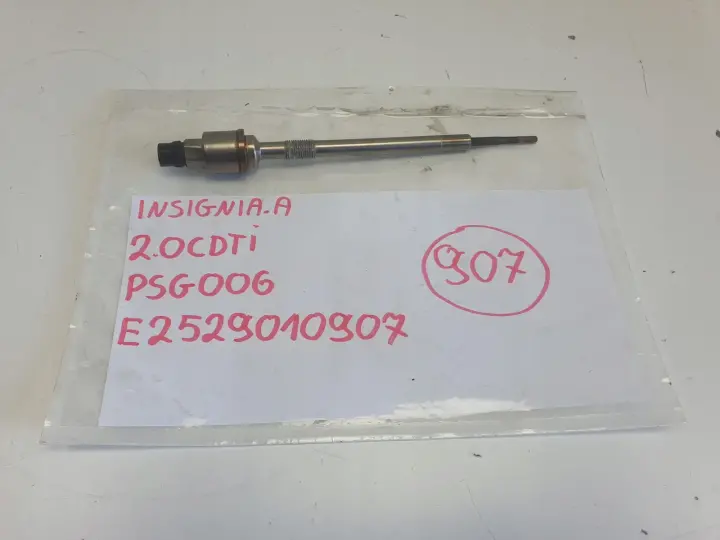 INSIGNIA.A
2.0CDTi
PSG006
E2529010907
907